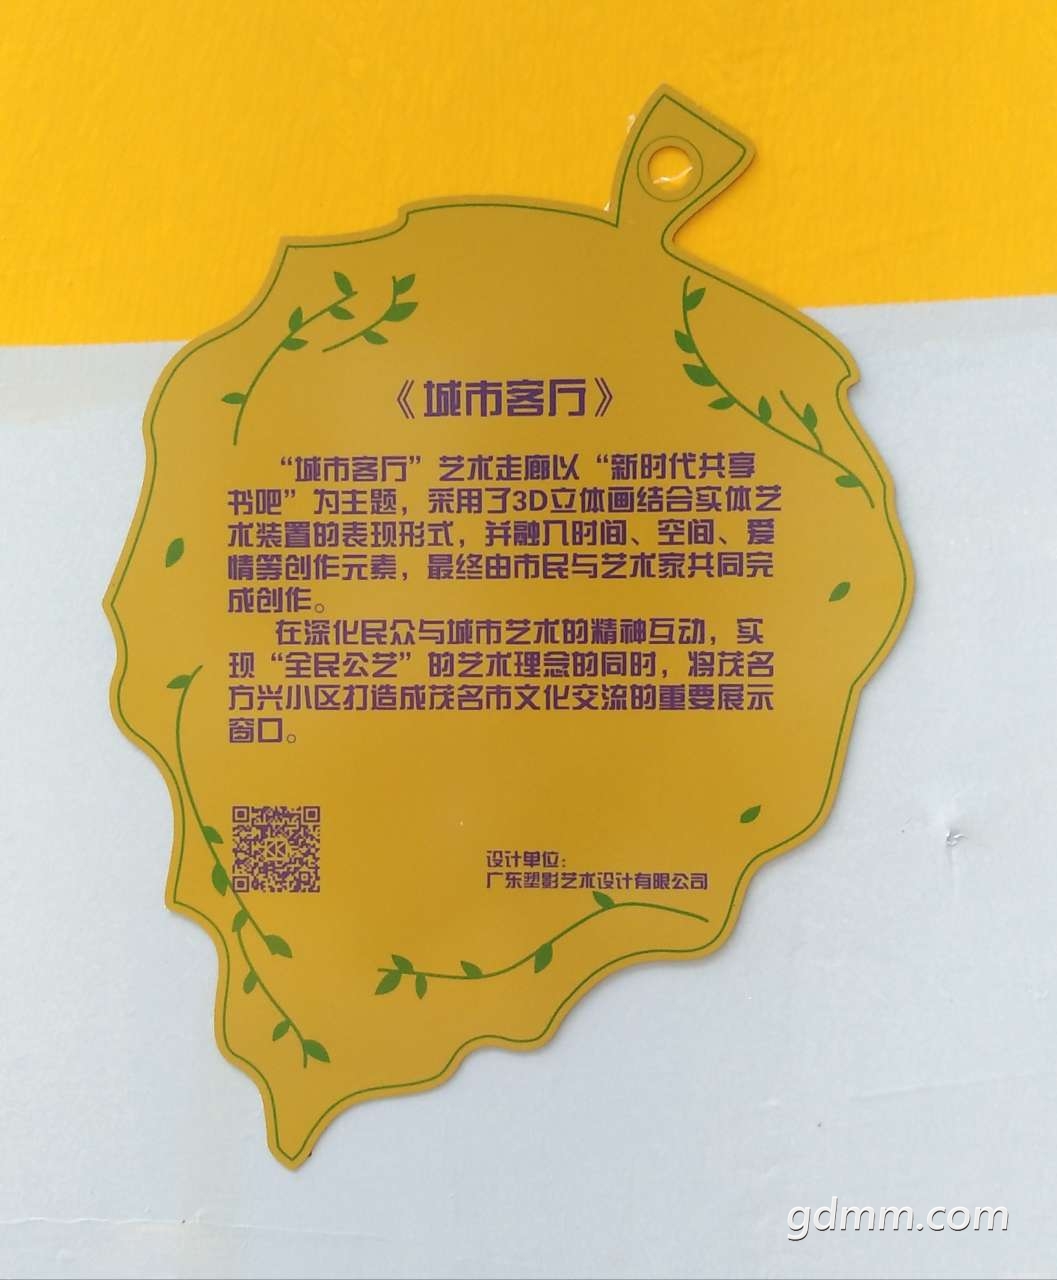 《城市客厅》
“城市客厅”艺术走廊以“新时代共享
书吧”为主题，采用了3D立体画结合实体艺
术装置的表现形式，并融入时间、空间、爱
情等创作元素，最终由市民与艺术家共同完
成创作。
在深化民众与城市艺术的精神互动，实
现“全民公艺”的艺术理念的同时，将茂名
方兴小区打造成茂名市文化交流的重要展示
窗口。
设计单位：
广东塑影艺术设计有限公司
gdmm.com